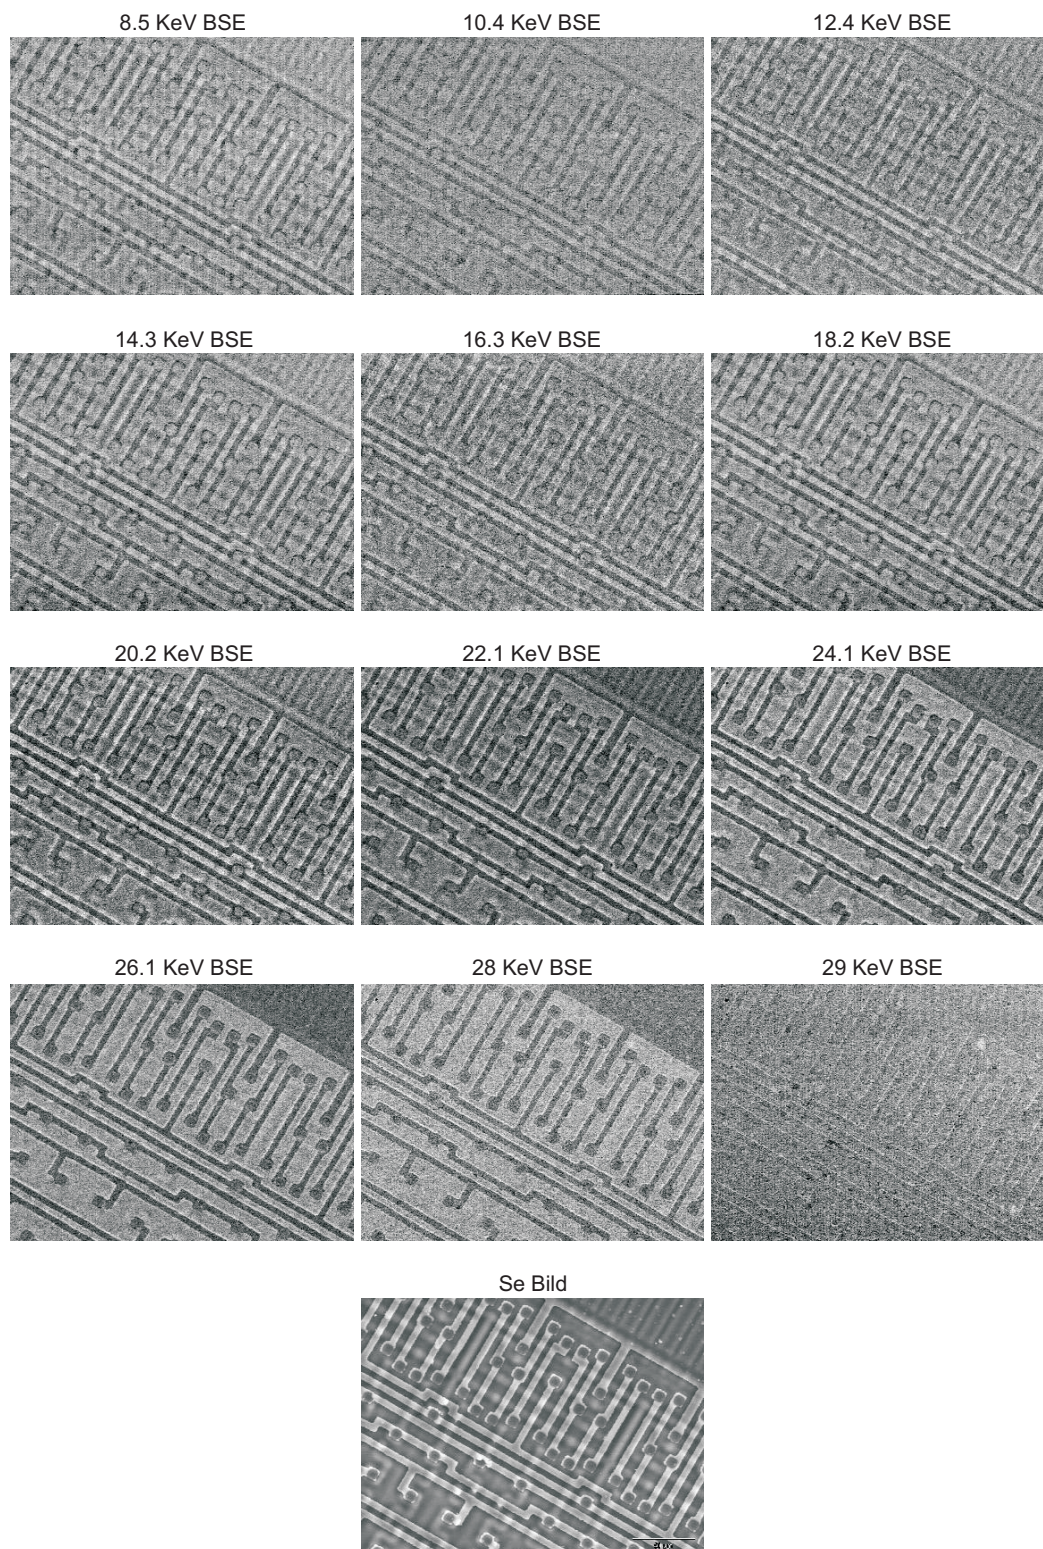 8.5 KeV BSE
10.4 KeV BSE
12.4 KeV BSE
14.3 KeV BSE
16.3 KeV BSE
18.2 KeV BSE
20.2 KeV BSE
22.1 KeV BSE
24.1 KeV BSE
26.1 KeV BSE
28 KeV BSE
29 KeV BSE
Se Bild